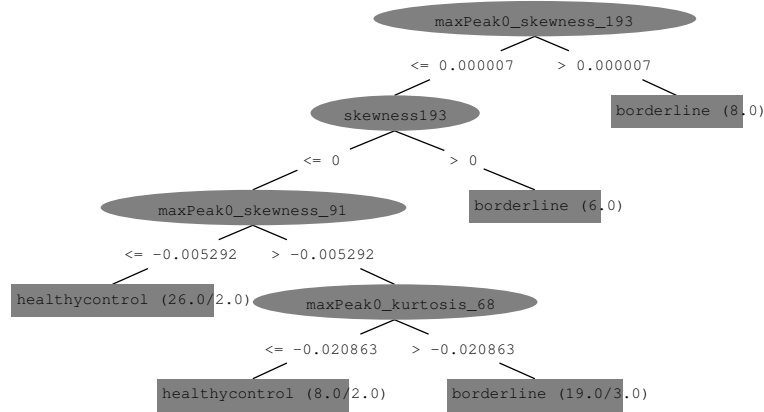 maxPeak0_skewness_193
<= 0.000007 > 0.000007
skewness193 borderline (8.0)
<= 0 > 0
maxPeak0_skewness_91 borderline (6.0)
<= -0.005292 > -0.005292
healthycontrol (26.0/2.0) maxPeak0_kurtosis_68
<= -0.020863 > -0.020863
healthycontrol (8.0/2.0) borderline (19.0/3.0)